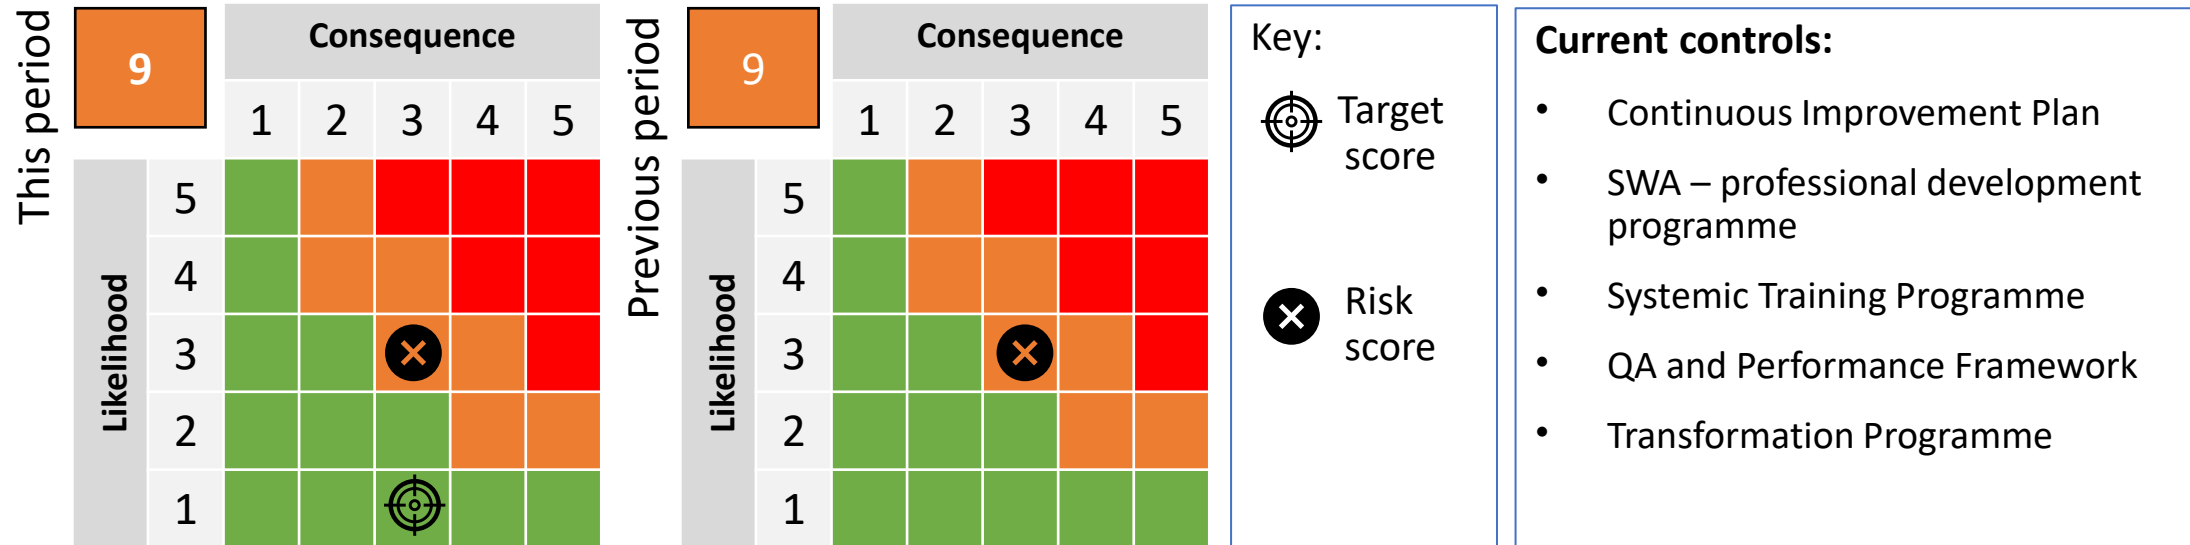 This period
9
Consequence
1 2 3 4 5
Likelihood
5
4
3
2
1
Previous period
9
Consequence
1 2 3 4 5
Likelihood
5
4
3
2
1
Key:
Target
score
Risk
score
Current controls:
• Continuous Improvement Plan
• SWA – professional development
programme
• Systemic Training Programme
• QA and Performance Framework
• Transformation Programme